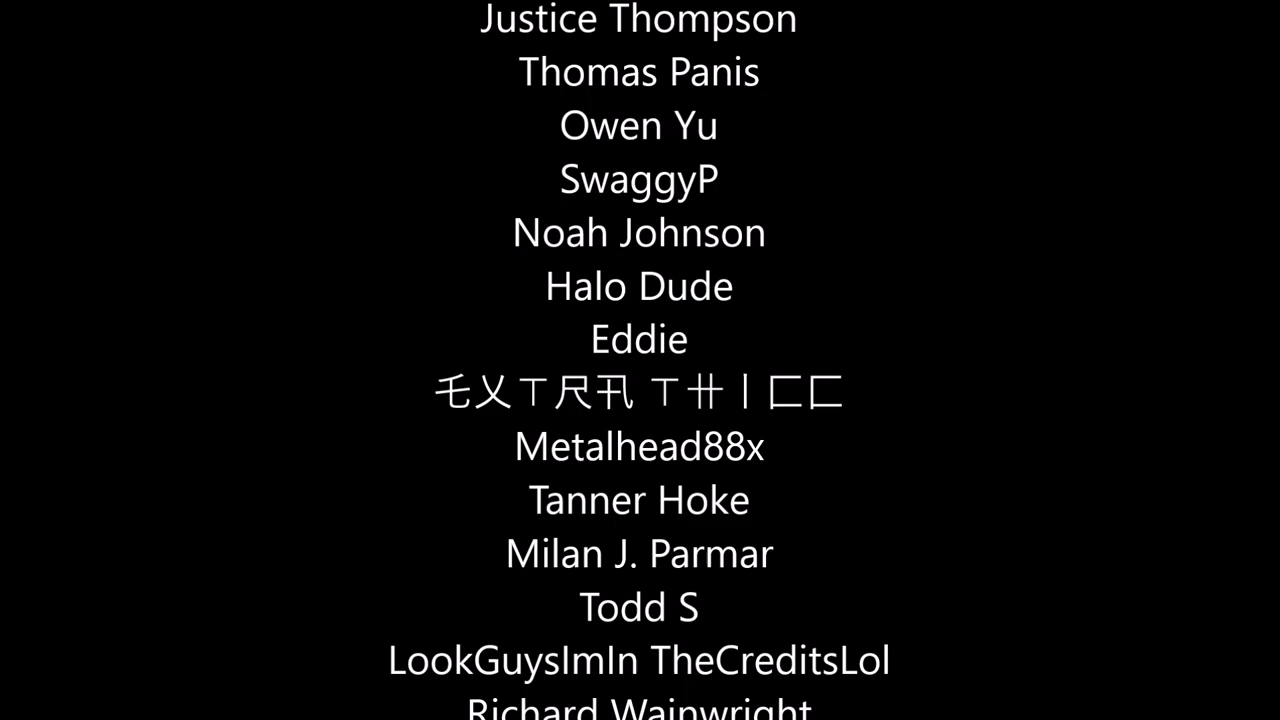 Justice Thompson
Thomas Panis
Owen Yu
SwaggyP
Noah Johnson
Halo Dude
Eddie
乇乂ㄒ尺卂 ㄒ卄丨匚匚
Metalhead88x
Tanner Hoke
Milan J. Parmar
Todd S
LookGuysImIn TheCreditsLol
Richard Wainwright